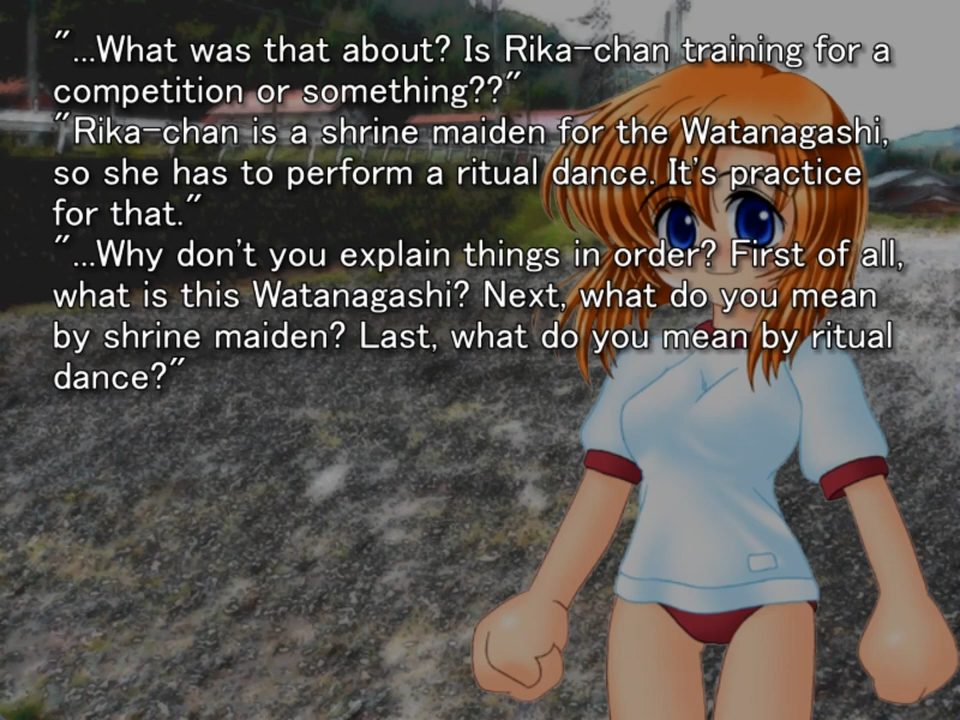 "...What was that about? Is Rika-chan training for a
competition or something??"
"Rika-chan is a shrine maiden for the Watanagashi,
so she has to perform a ritual dance. It's practice
for that."
"...Why don't you explain things in order? First of all,
what is this Watanagashi? Next, what do you mean
by shrine maiden? Last, what do you mean by ritual
dance?"